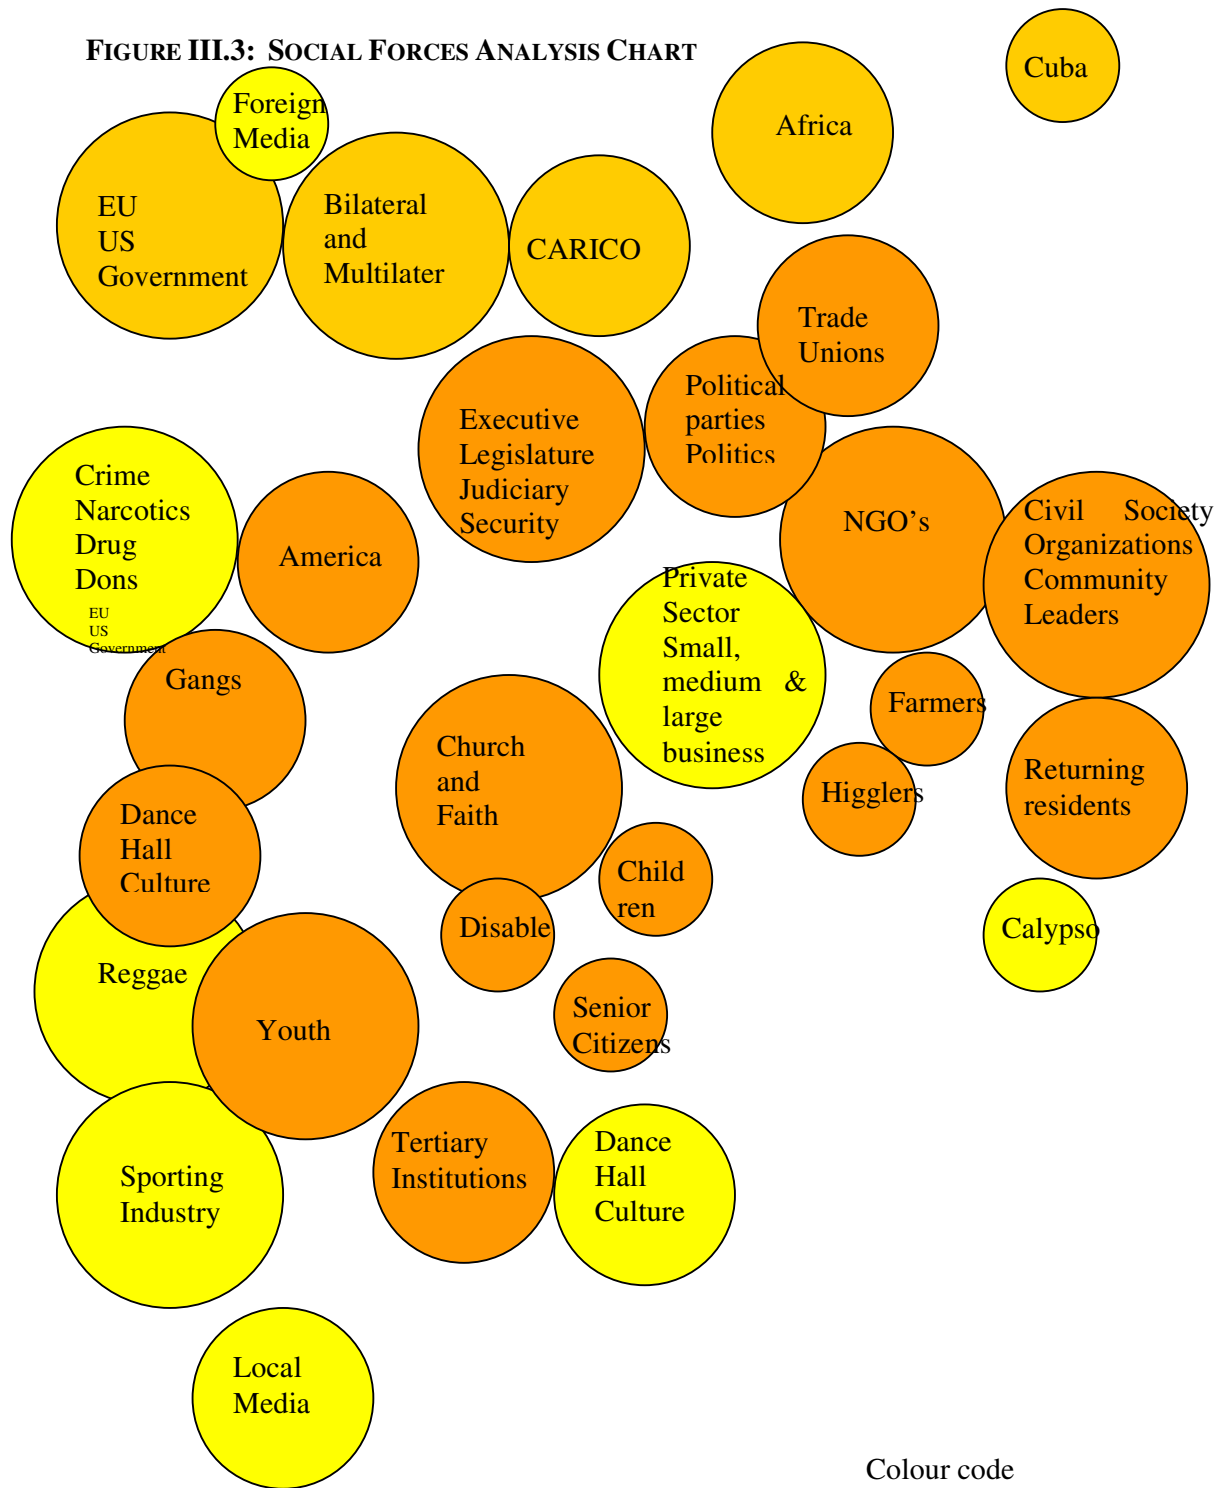 FIGURE III.3: SOCIAL FORCES ANALYSIS CHART
Cuba
Foreign
Media
Africa
EU
US
Government
Bilateral
and
Multilater
CARICO
Trade
Unions
Political
parties
Politics
Executive
Legislature
Judiciary
Security
Crime
Narcotics
Drug
Dons
EU
US
Government
America
NGO's
Civil Society
Organizations
Community
Leaders
Private
Sector
Small,
medium &
large
business
Gangs
Farmers
Church
and
Faith
Higglers
Returning
residents
Dance
Hall
Culture
Child
ren
Disable
Calypso
Reggae
Youth
Senior
Citizens
Tertiary
Institutions
Dance
Hall
Culture
Sporting
Industry
Local
Media
Colour code